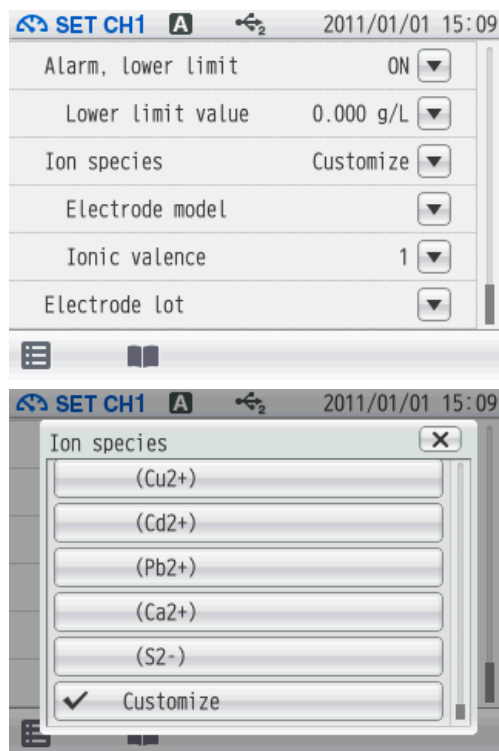 SET CH1 A 2 2011/01/01 15:09
Alarm, lower limit ON
Lower limit value 0.000 g/L
Ion species Customize
Electrode model
Ionic valence 1
Electrode lot
SET CH1 A 2 2011/01/01 15:09
Ion species
(Cu2+)
(Cd2+)
(Pb2+)
(Ca2+)
(S2-)
Customize